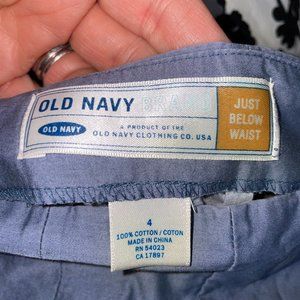 OLD NAVY BRAND
JUST
BELOW
WAIST
OLD NAVY
A PRODUCT OF THE
OLD NAVY CLOTHING CO. USA
4
100% COTTON / COTON
MADE IN CHINA
RN 54023
CA 17897